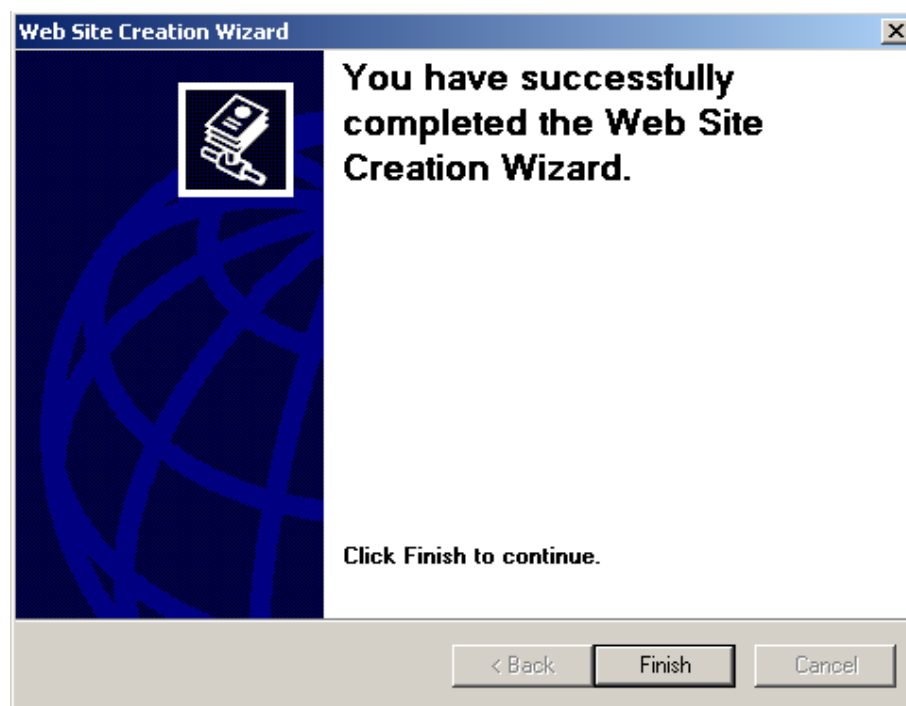 Web Site Creation Wizard
You have successfully
completed the Web Site
Creation Wizard.
Click Finish to continue.
< Back
Finish
Cancel